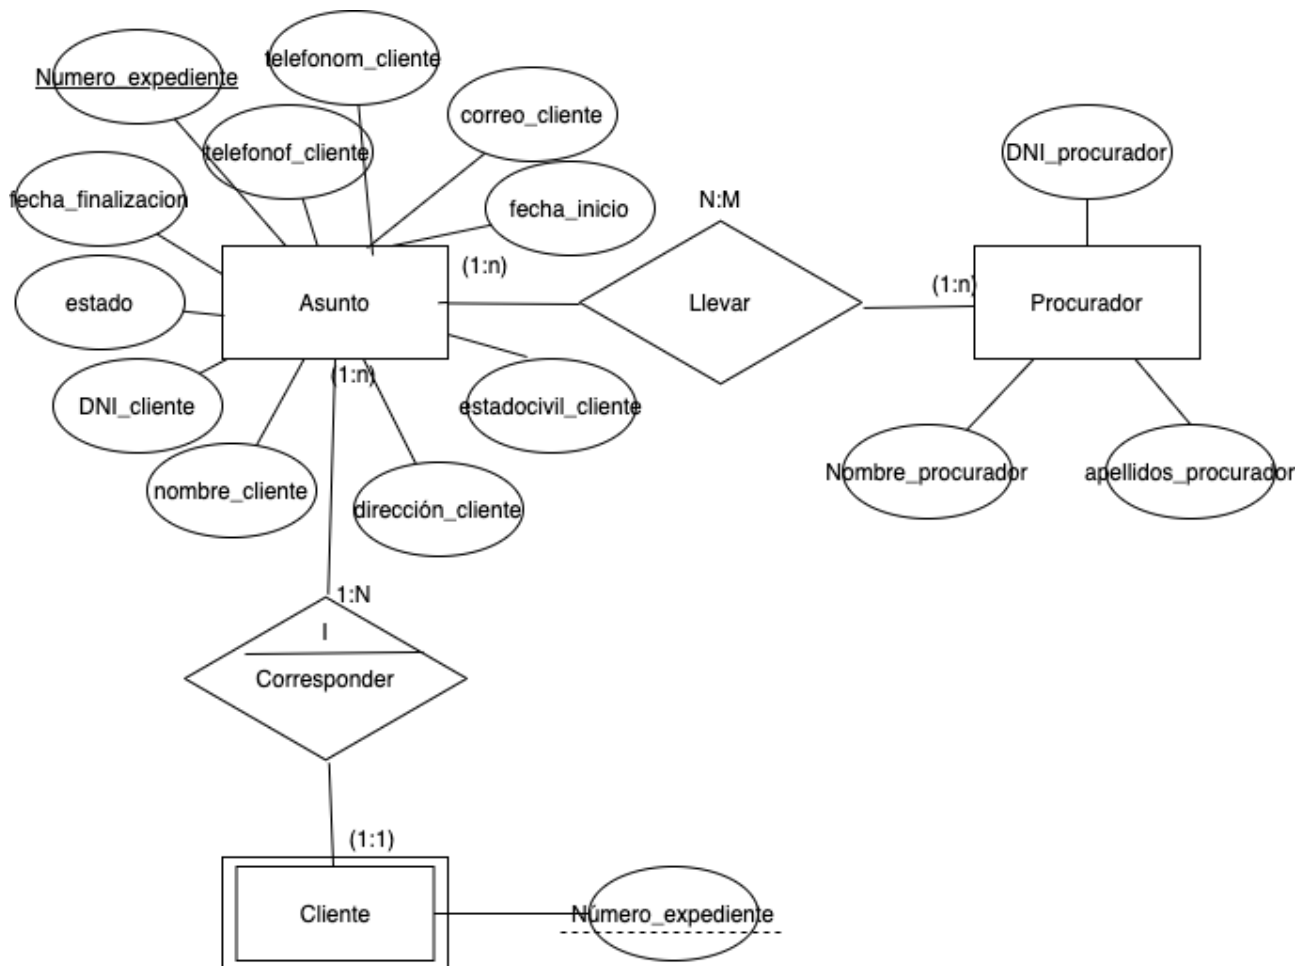 telefonom_cliente
Numero_expediente
correo_cliente
telefonof_cliente
DNI_procurador
fecha_finalizacion
fecha_inicio
N:M
(1:n)
(1:n)
estado
Asunto
Llevar
Procurador
(1:n)
DNI_cliente
estadocivil_cliente
nombre_cliente
dirección_cliente
Nombre_procurador
apellidos_procurador
1:N
I
Corresponder
(1:1)
Cliente
Número_expediente